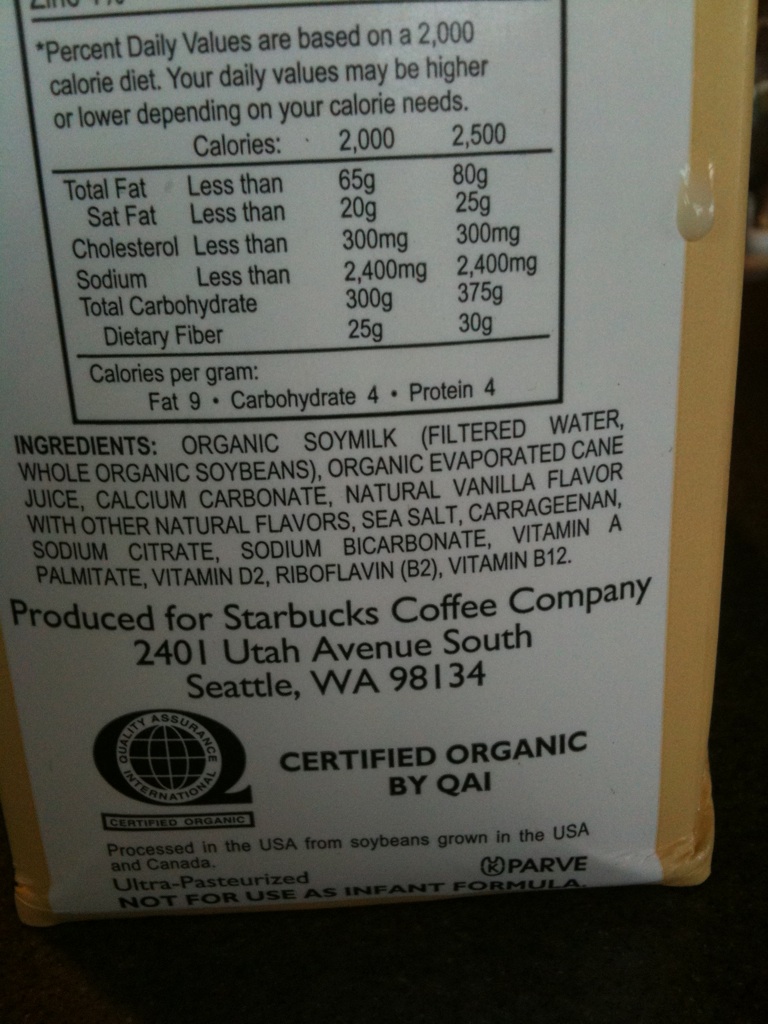 *Percent Daily Values are based on a 2,000
calorie diet. Your daily values may be higher
or lower depending on your calorie needs.
Calories: 2,000 2,500
Total Fat Less than 65g 80g
Sat Fat Less than 20g 25g
Cholesterol Less than 300mg 300mg
Sodium Less than 2,400mg 2,400mg
Total Carbohydrate 300g 375g
Dietary Fiber 25g 30g
Calories per gram:
Fat 9 • Carbohydrate 4 • Protein 4
INGREDIENTS: ORGANIC SOYMILK (FILTERED WATER,
WHOLE ORGANIC SOYBEANS), ORGANIC EVAPORATED CANE
JUICE, CALCIUM CARBONATE, NATURAL VANILLA FLAVOR
WITH OTHER NATURAL FLAVORS, SEA SALT, CARRAGEENAN,
SODIUM CITRATE, SODIUM BICARBONATE, VITAMIN A
PALMITATE, VITAMIN D2, RIBOFLAVIN (B2), VITAMIN B12.
Produced for Starbucks Coffee Company
2401 Utah Avenue South
Seattle, WA 98134
QUALITY ASSURANCE
INTERNATIONAL
CERTIFIED ORGANIC
CERTIFIED ORGANIC
BY QAI
Processed in the USA from soybeans grown in the USA
and Canada.
Ultra-Pasteurized
K PARVE
NOT FOR USE AS INFANT FORMULA.